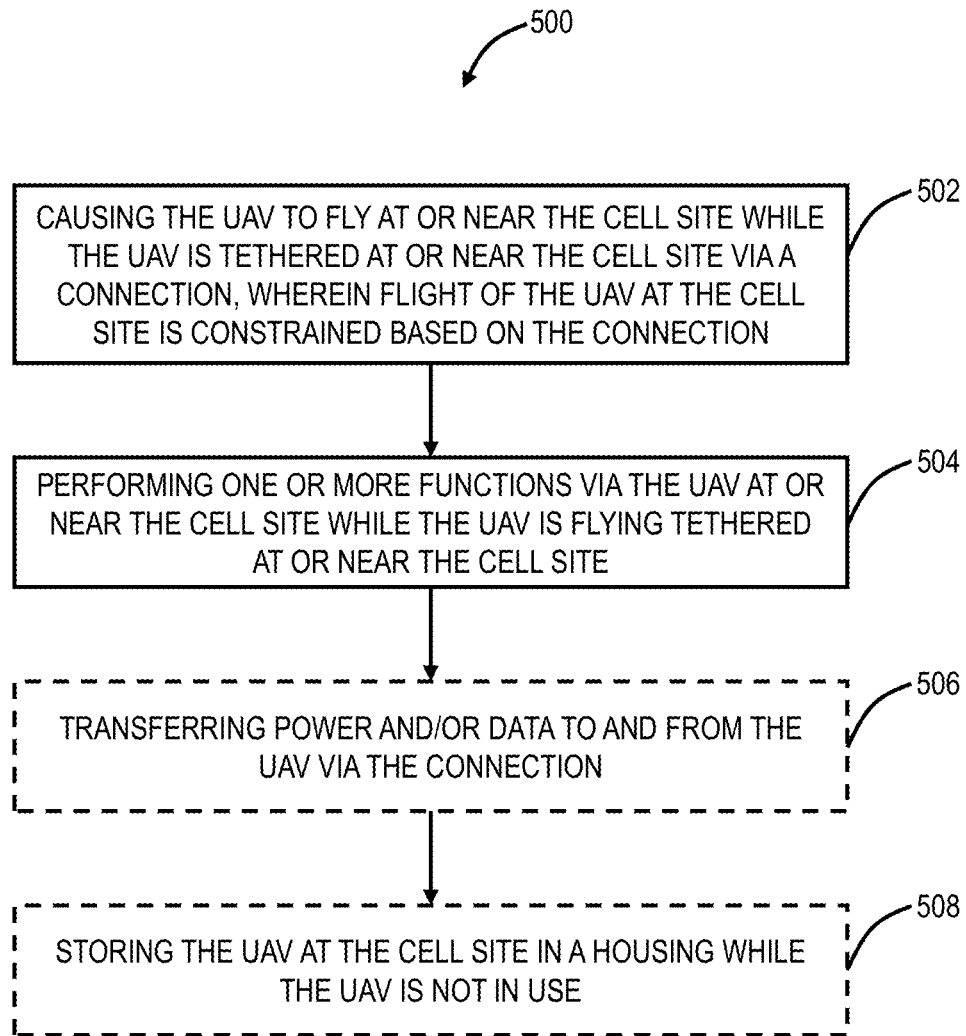 500
CAUSING THE UAV TO FLY AT OR NEAR THE CELL SITE WHILE
THE UAV IS TETHERED AT OR NEAR THE CELL SITE VIA A
CONNECTION, WHEREIN FLIGHT OF THE UAV AT THE CELL
SITE IS CONSTRAINED BASED ON THE CONNECTION
502
PERFORMING ONE OR MORE FUNCTIONS VIA THE UAV AT OR
NEAR THE CELL SITE WHILE THE UAV IS FLYING TETHERED
AT OR NEAR THE CELL SITE
504
TRANSFERRING POWER AND/OR DATA TO AND FROM THE
UAV VIA THE CONNECTION
506
STORING THE UAV AT THE CELL SITE IN A HOUSING WHILE
THE UAV IS NOT IN USE
508